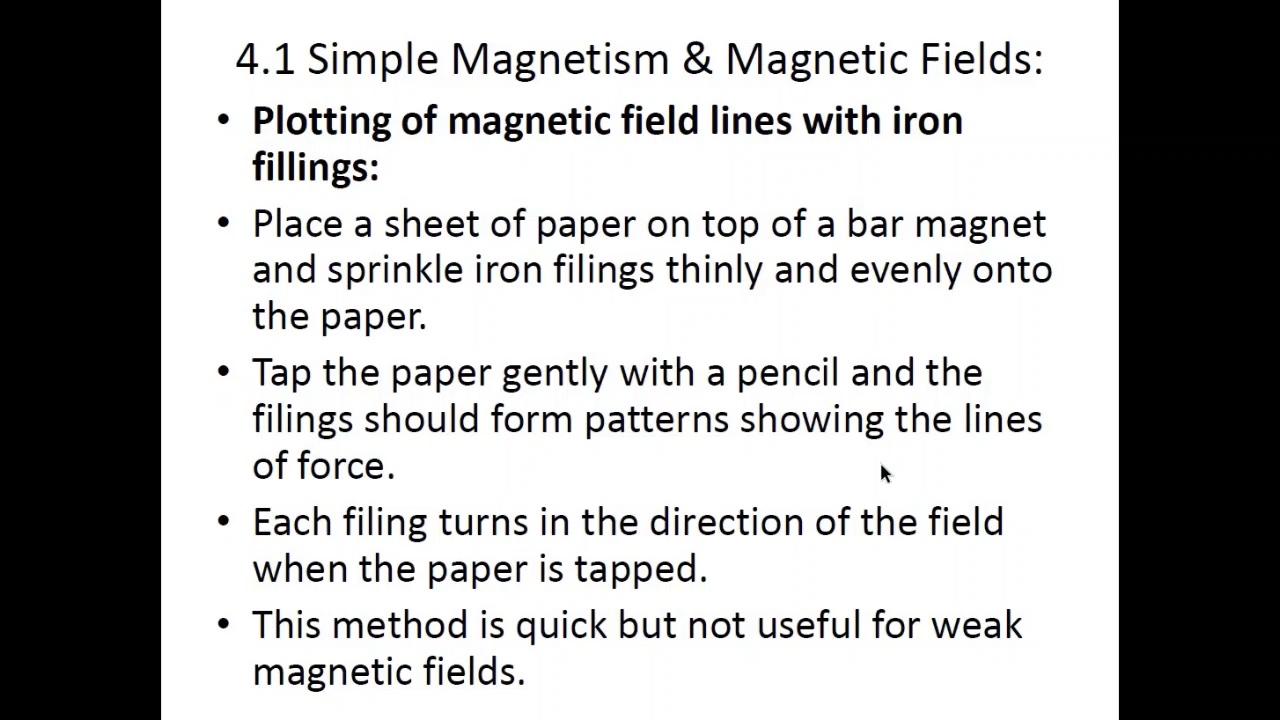 4.1 Simple Magnetism & Magnetic Fields:
• Plotting of magnetic field lines with iron
fillings:
• Place a sheet of paper on top of a bar magnet
and sprinkle iron filings thinly and evenly onto
the paper.
• Tap the paper gently with a pencil and the
filings should form patterns showing the lines
of force.
• Each filing turns in the direction of the field
when the paper is tapped.
• This method is quick but not useful for weak
magnetic fields.